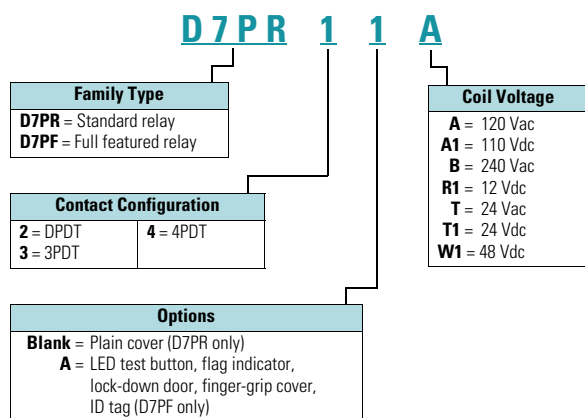 D7PR 1 1 A
Family Type
D7PR = Standard relay
D7PF = Full featured relay
Contact Configuration
2 = DPDT
3 = 3PDT
4 = 4PDT
Options
Blank = Plain cover (D7PR only)
A = LED test button, flag indicator,
lock-down door, finger-grip cover,
ID tag (D7PF only)
Coil Voltage
A = 120 Vac
A1 = 110 Vdc
B = 240 Vac
R1 = 12 Vdc
T = 24 Vac
T1 = 24 Vdc
W1 = 48 Vdc